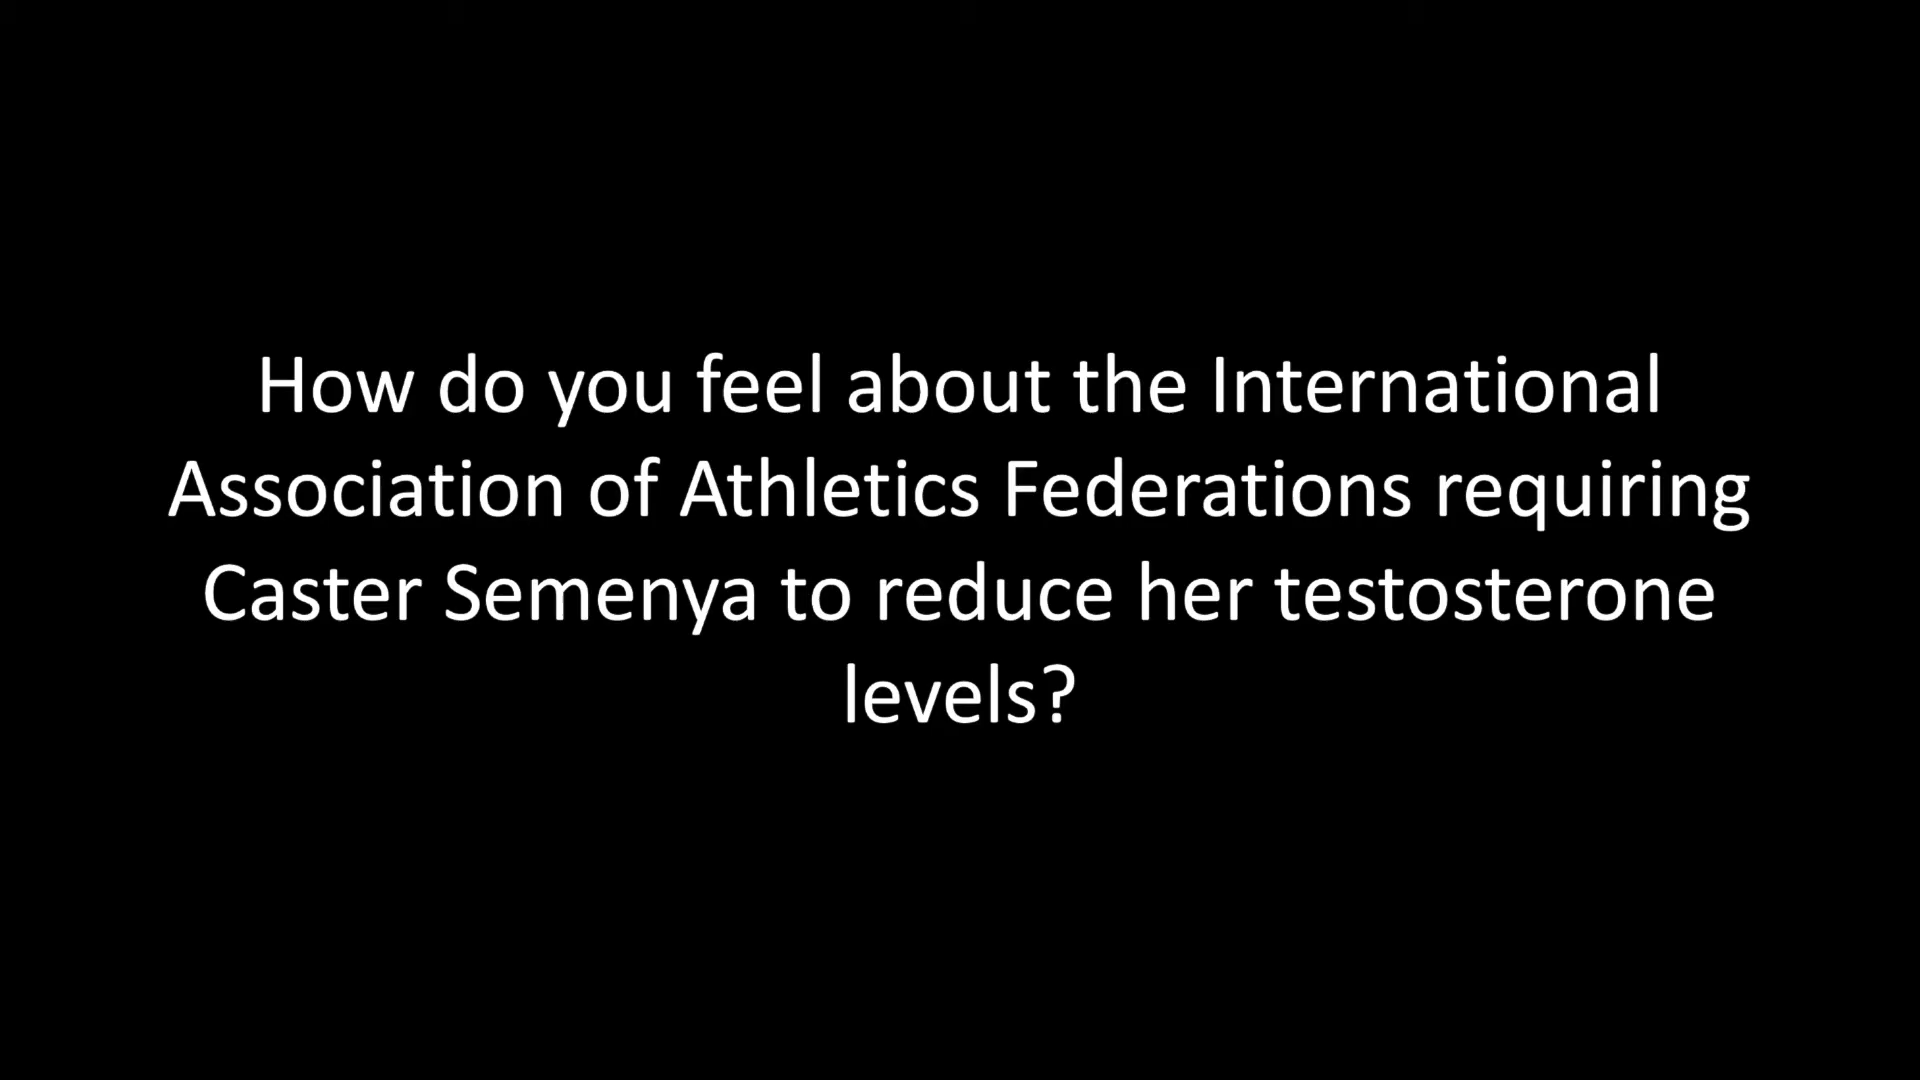 How do you feel about the International
Association of Athletics Federations requiring
Caster Semenya to reduce her testosterone
levels?